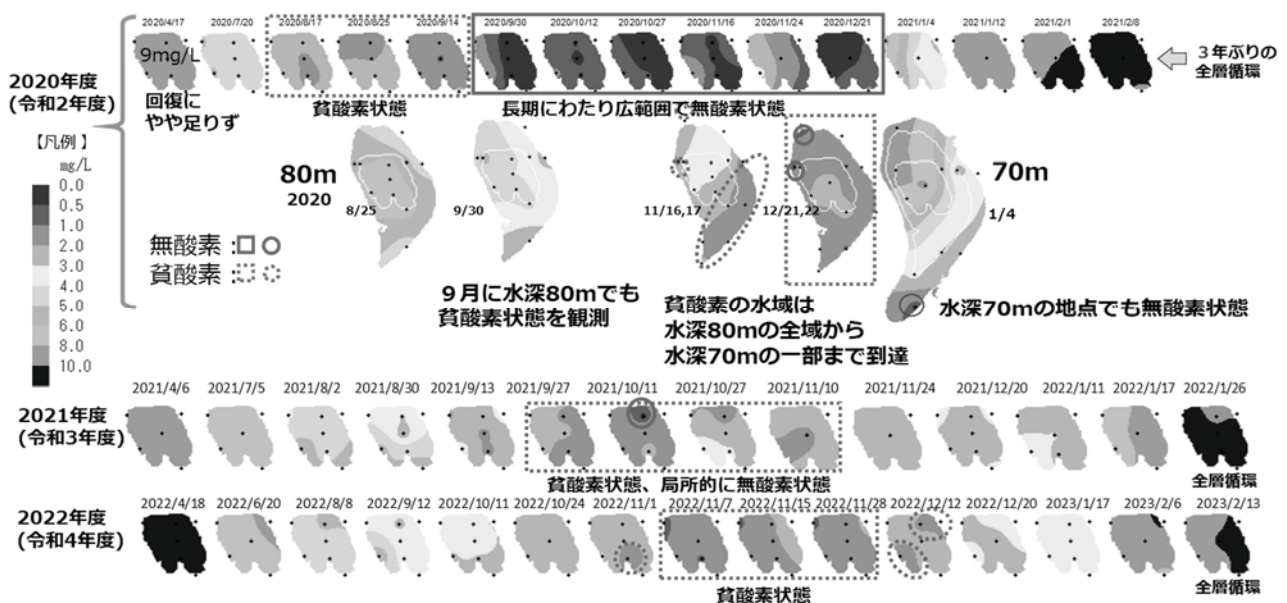 2020/4/17 2020/7/20 2020/8/17 2020/8/25 2020/9/14 2020/9/30 2020/10/12 2020/10/27 2020/11/16 2020/11/24 2020/12/21 2021/1/4 2021/1/12 2021/2/1 2021/2/8
9mg/L
2020年度
(令和2年度)
回復に
やや足りず
貧酸素状態
長期にわたり広範囲で無酸素状態
3年ぶりの
全層循環
【凡例】
mg/L
0.0
0.5
1.0
2.0
3.0
4.0
5.0
6.0
8.0
10.0
80m
2020
8/25
9/30
11/16,17
12/21,22
70m
1/4
無酸素:
貧酸素:
9月に水深80mでも
貧酸素状態を観測
貧酸素の水域は
水深80mの全域から
水深70mの一部まで到達
水深70mの地点でも無酸素状態
2021/4/6 2021/7/5 2021/8/2 2021/8/30 2021/9/13 2021/9/27 2021/10/11 2021/10/27 2021/11/10 2021/11/24 2021/12/20 2022/1/11 2022/1/17 2022/1/26
2021年度
(令和3年度)
貧酸素状態、局所的に無酸素状態
全層循環
2022/4/18 2022/6/20 2022/8/8 2022/9/12 2022/10/11 2022/10/24 2022/11/1 2022/11/7 2022/11/15 2022/11/28 2022/12/12 2022/12/20 2023/1/17 2023/2/6 2023/2/13
2022年度
(令和4年度)
貧酸素状態
全層循環